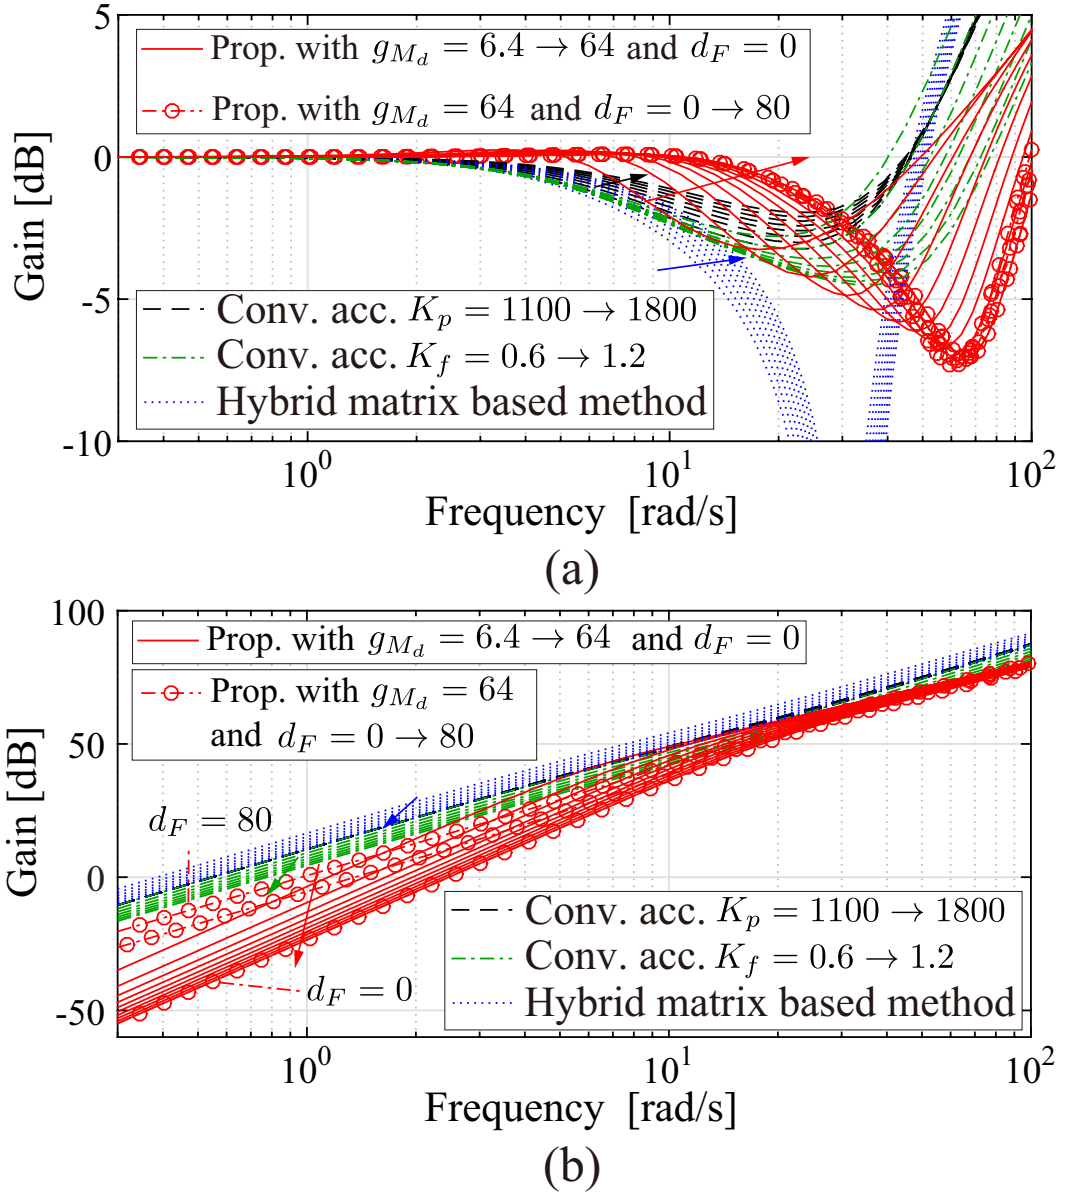 5
0
-5
-10
Gain [dB]
Prop. with g_{M_d} = 6.4 → 64 and d_F = 0
Prop. with g_{M_d} = 64 and d_F = 0 → 80
Conv. acc. K_p = 1100 → 1800
Conv. acc. K_f = 0.6 → 1.2
Hybrid matrix based method
10^0 10^1 10^2
Frequency [rad/s]
(a)
100
50
0
-50
Gain [dB]
Prop. with g_{M_d} = 6.4 → 64 and d_F = 0
Prop. with g_{M_d} = 64
and d_F = 0 → 80
d_F = 80
d_F = 0
Conv. acc. K_p = 1100 → 1800
Conv. acc. K_f = 0.6 → 1.2
Hybrid matrix based method
10^0 10^1 10^2
Frequency [rad/s]
(b)